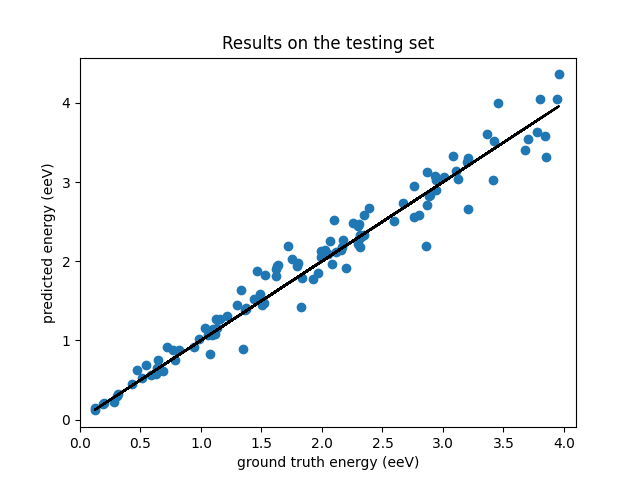 Results on the testing set
predicted energy (eeV)
4
3
2
1
0
0.0 0.5 1.0 1.5 2.0 2.5 3.0 3.5 4.0
ground truth energy (eeV)